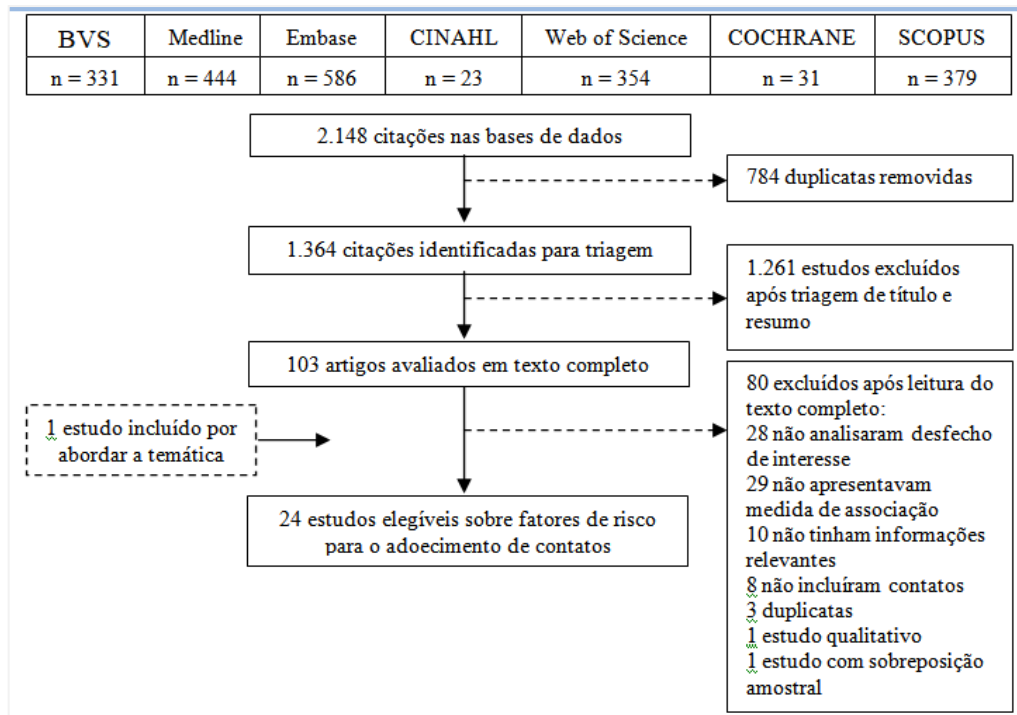 BVS Medline Embase CINAHL Web of Science COCHRANE SCOPUS
n = 331 n = 444 n = 586 n = 23 n = 354 n = 31 n = 379
2.148 citações nas bases de dados
784 duplicatas removidas
1.364 citações identificadas para triagem
1.261 estudos excluídos
após triagem de título e
resumo
103 artigos avaliados em texto completo
80 excluídos após leitura do
texto completo:
28 não analisaram desfecho
de interesse
29 não apresentavam
medida de associação
10 não tinham informações
relevantes
8 não incluíram contatos
3 duplicatas
1 estudo qualitativo
1 estudo com sobreposição
amostral
1 estudo incluído por
abordar a temática
24 estudos elegíveis sobre fatores de risco
para o adoecimento de contatos